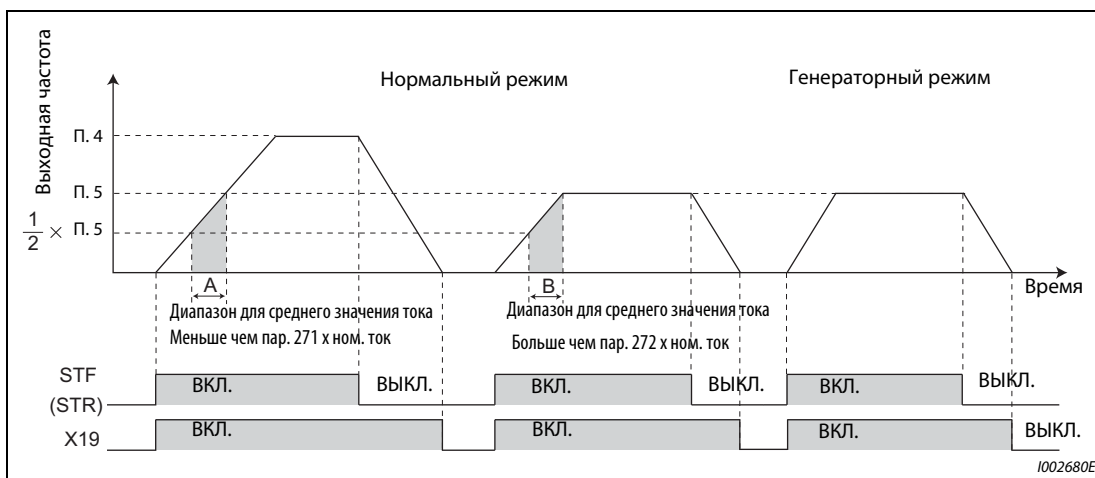 Выходная частота
Нормальный режим
Генераторный режим
П. 4
П. 5
1/2 × П. 5
A
B
Время
Диапазон для среднего значения тока
Меньше чем пар. 271 x ном. ток
Диапазон для среднего значения тока
Больше чем пар. 272 x ном. ток
STF
(STR)
ВКЛ.
ВЫКЛ.
ВКЛ.
ВЫКЛ.
ВКЛ.
ВЫКЛ.
X19
ВКЛ.
ВКЛ.
ВКЛ.
ВЫКЛ.
I002680E